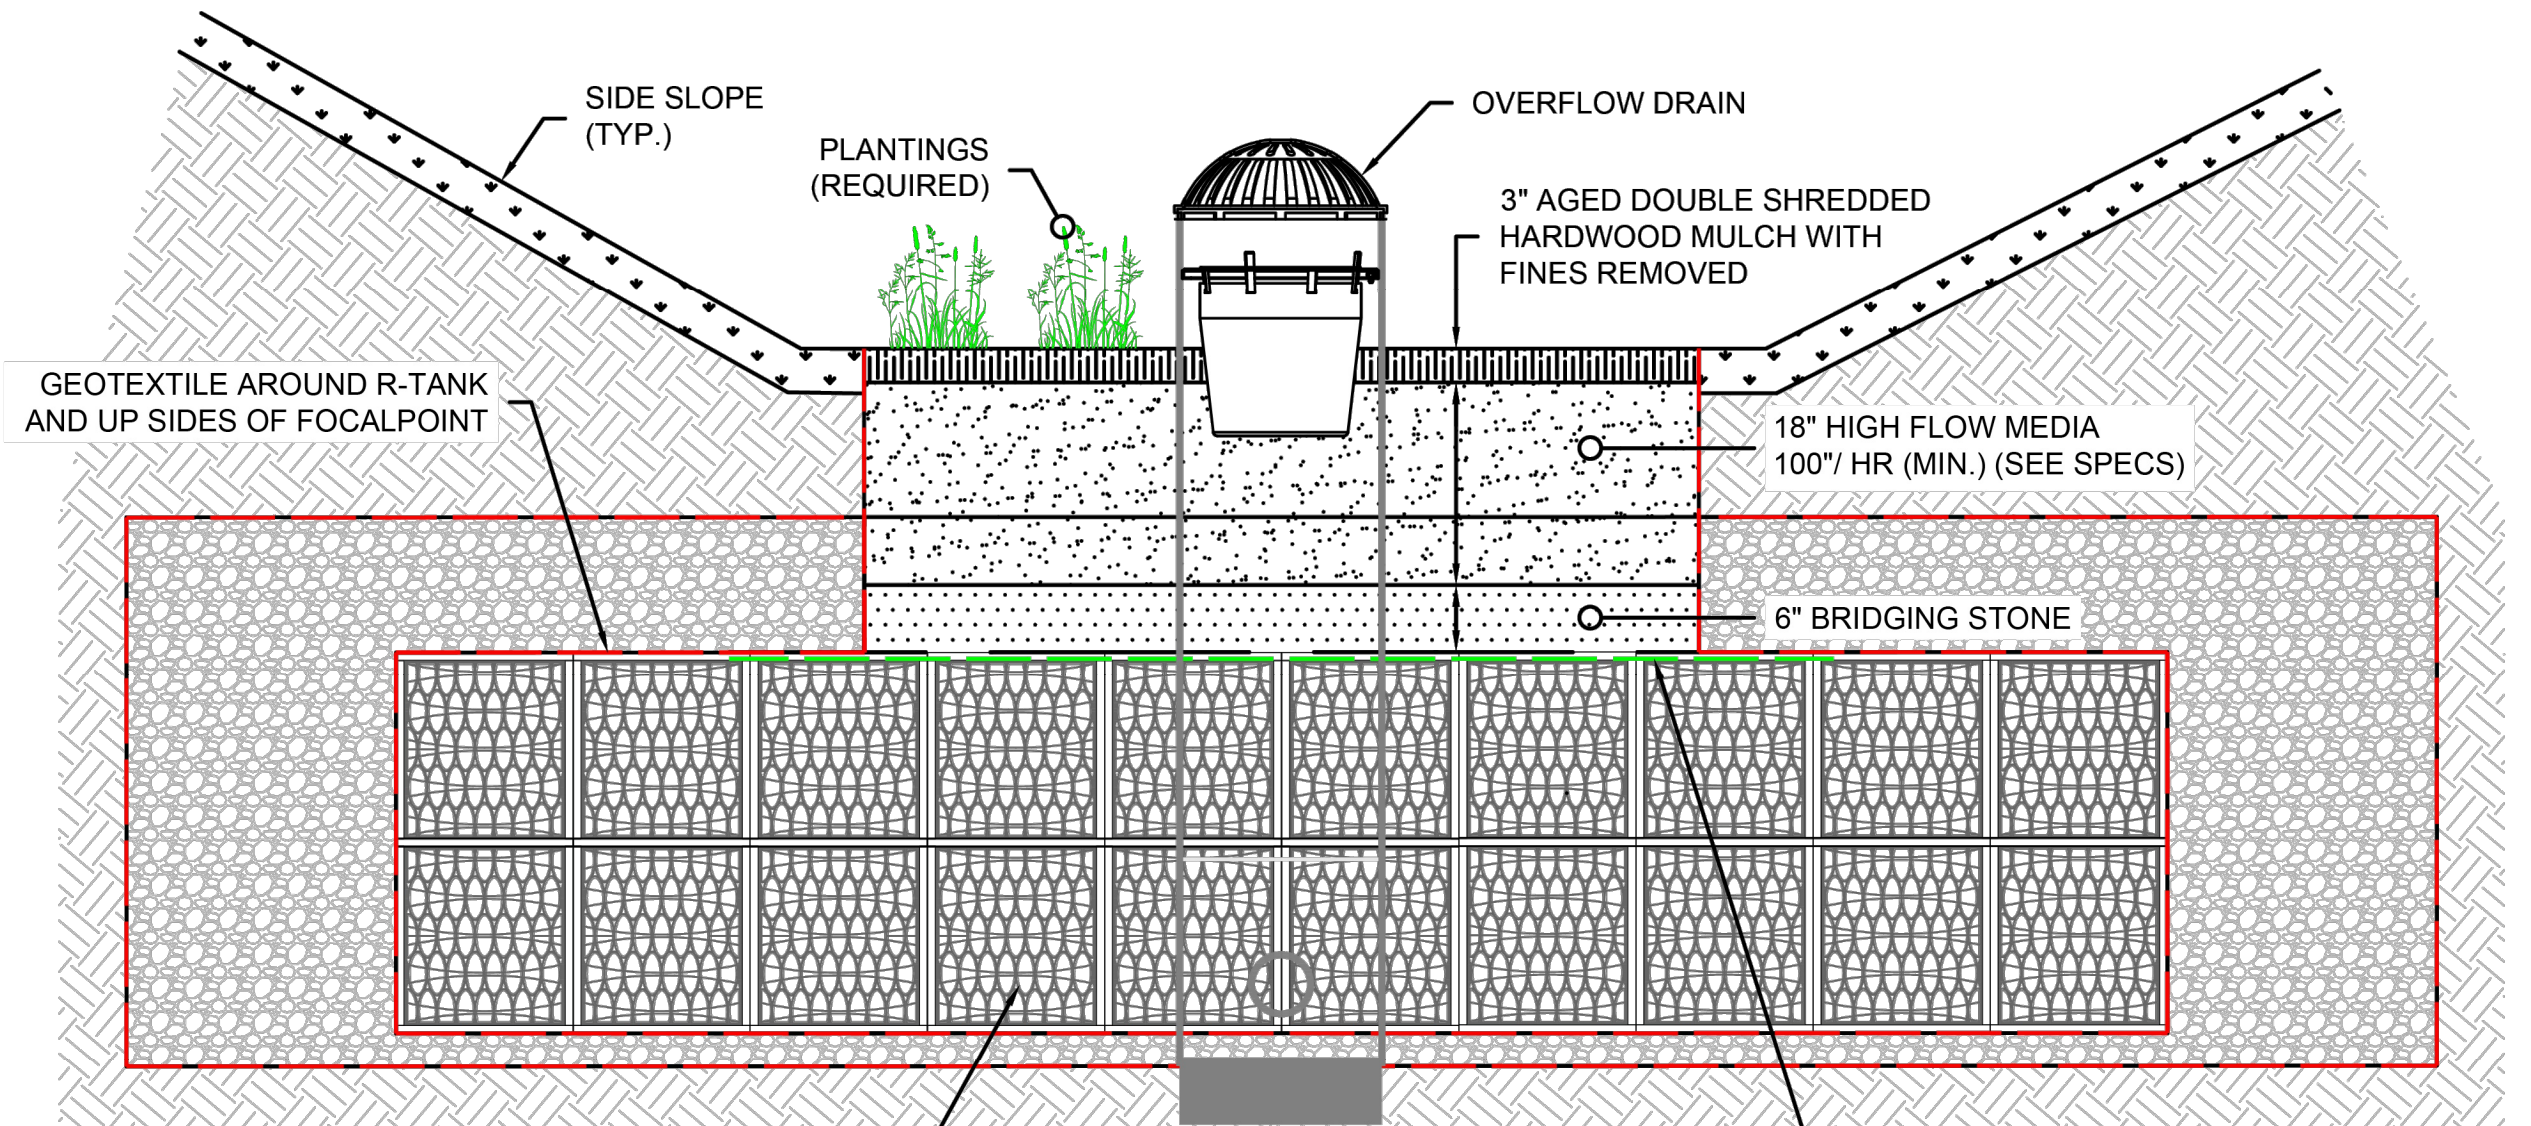 SIDE SLOPE
(TYP.)
PLANTINGS
(REQUIRED)
OVERFLOW DRAIN
3" AGED DOUBLE SHREDDED
HARDWOOD MULCH WITH
FINES REMOVED
GEOTEXTILE AROUND R-TANK
AND UP SIDES OF FOCALPOINT
18" HIGH FLOW MEDIA
100"/ HR (MIN.) (SEE SPECS)
6" BRIDGING STONE